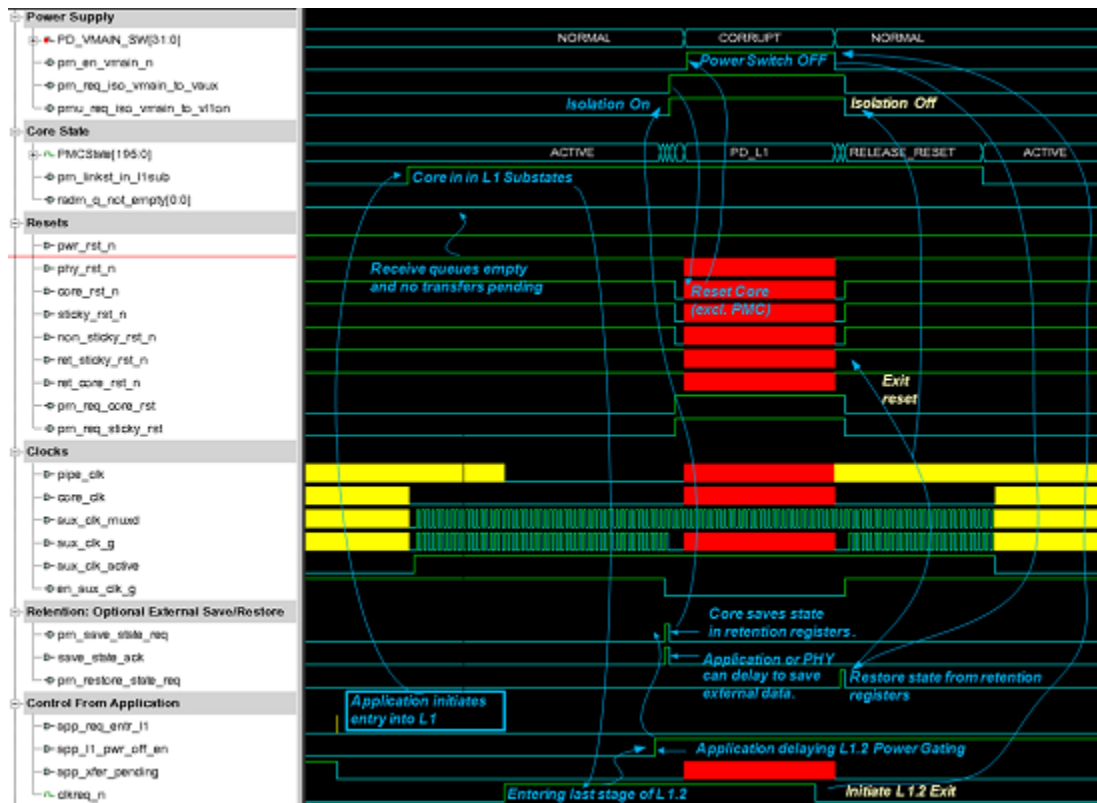 Power Supply
PD_VMAIN_SW[31:0]
NORMAL
CORRUPT
NORMAL
pm_en_vmain_n
Power Switch OFF
pm_req_iso_vmain_to_vaux
pmu_req_iso_vmain_to_vl1on
Isolation On
Isolation Off
Core State
PMCState[195:0]
ACTIVE
PD_L1
RELEASE_RESET
ACTIVE
pm_linkst_in_l1sub
Core in in L1 Substates
radm_q_not_empty[0:0]
Resets
pwr_rst_n
phy_rst_n
Receive queues empty
and no transfers pending
core_rst_n
Reset Core
(excl. PMC)
sticky_rst_n
non_sticky_rst_n
ret_sticky_rst_n
ret_core_rst_n
Exit
reset
pm_req_core_rst
pm_req_sticky_rst
Clocks
pipe_clk
core_clk
aux_clk_muxd
aux_clk_g
aux_clk_active
en_aux_clk_g
Retention: Optional External Save/Restore
Core saves state
in retention registers.
pm_save_state_req
save_state_ack
Application or PHY
can delay to save
external data.
pm_restore_state_req
Restore state from retention
registers
Control From Application
Application initiates
entry into L1
app_req_entr_l1
app_l1_pwr_off_en
Application delaying L1.2 Power Gating
app_xfer_pending
clkreq_n
Entering last stage of L1.2
Initiate L1.2 Exit